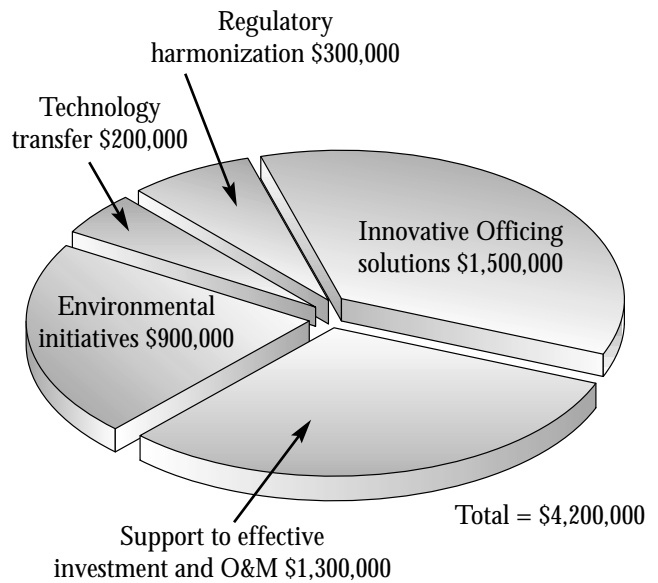 Regulatory
harmonization $300,000
Technology
transfer $200,000
Innovative Officing
solutions $1,500,000
Environmental
initiatives $900,000
Total = $4,200,000
Support to effective
investment and O&M $1,300,000